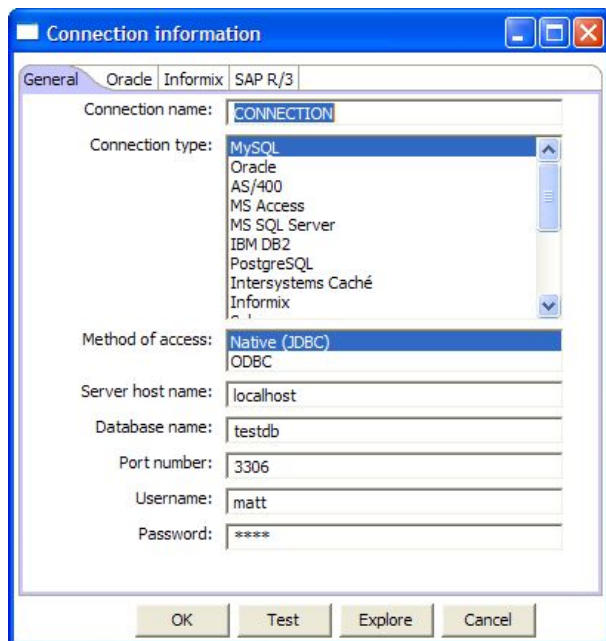 Connection information
General Oracle Informix SAP R/3
Connection name: CONNECTION
Connection type: MySQL
Oracle
AS/400
MS Access
MS SQL Server
IBM DB2
PostgreSQL
Intersystems Caché
Informix
Method of access: Native (JDBC)
ODBC
Server host name: localhost
Database name: testdb
Port number: 3306
Username: matt
Password: ****
OK Test Explore Cancel